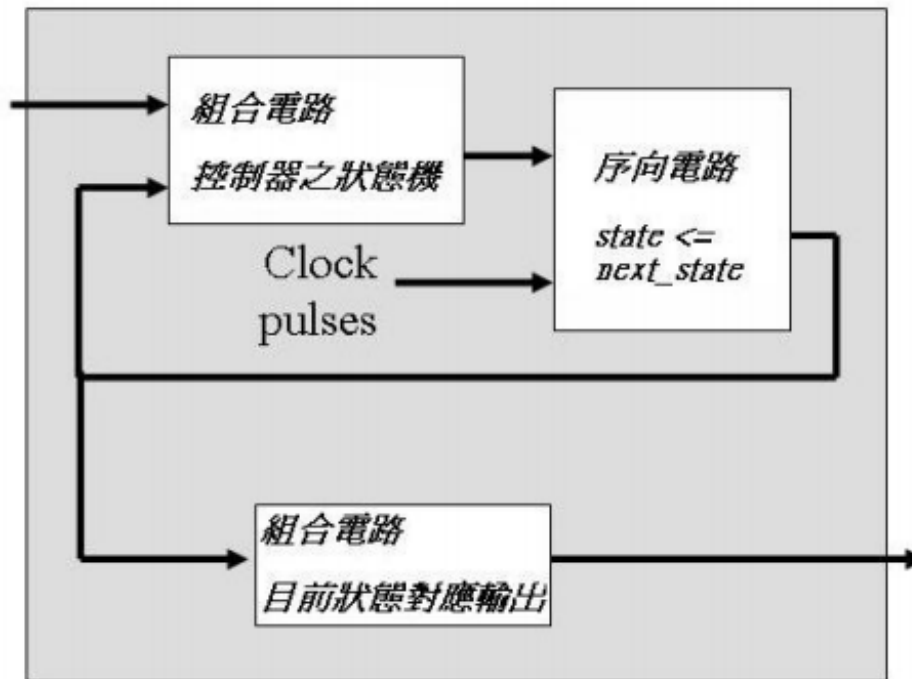 組合電路
控制器之狀態機
序向電路
state <=
next_state
Clock
pulses
組合電路
目前狀態對應輸出